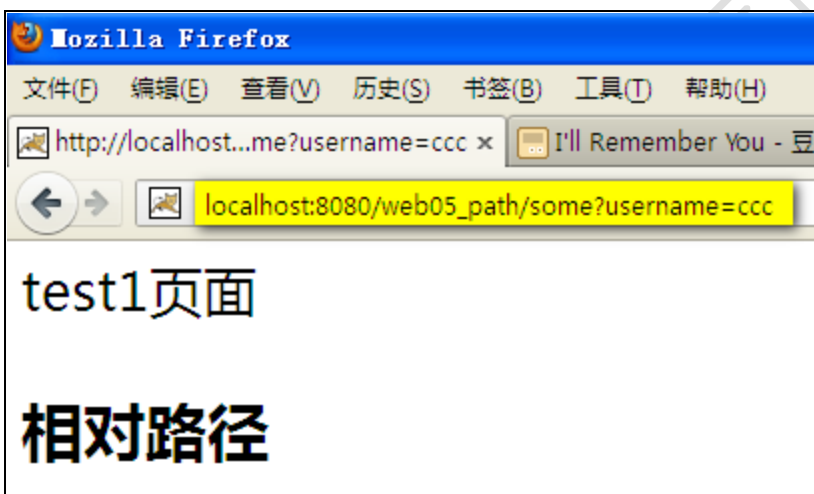 Mozilla Firefox
文件(F) 编辑(E) 查看(V) 历史(S) 书签(B) 工具(T) 帮助(H)
http://localhost...me?username=ccc × I'll Remember You - 豆
localhost:8080/web05_path/some?username=ccc
test1页面
相对路径